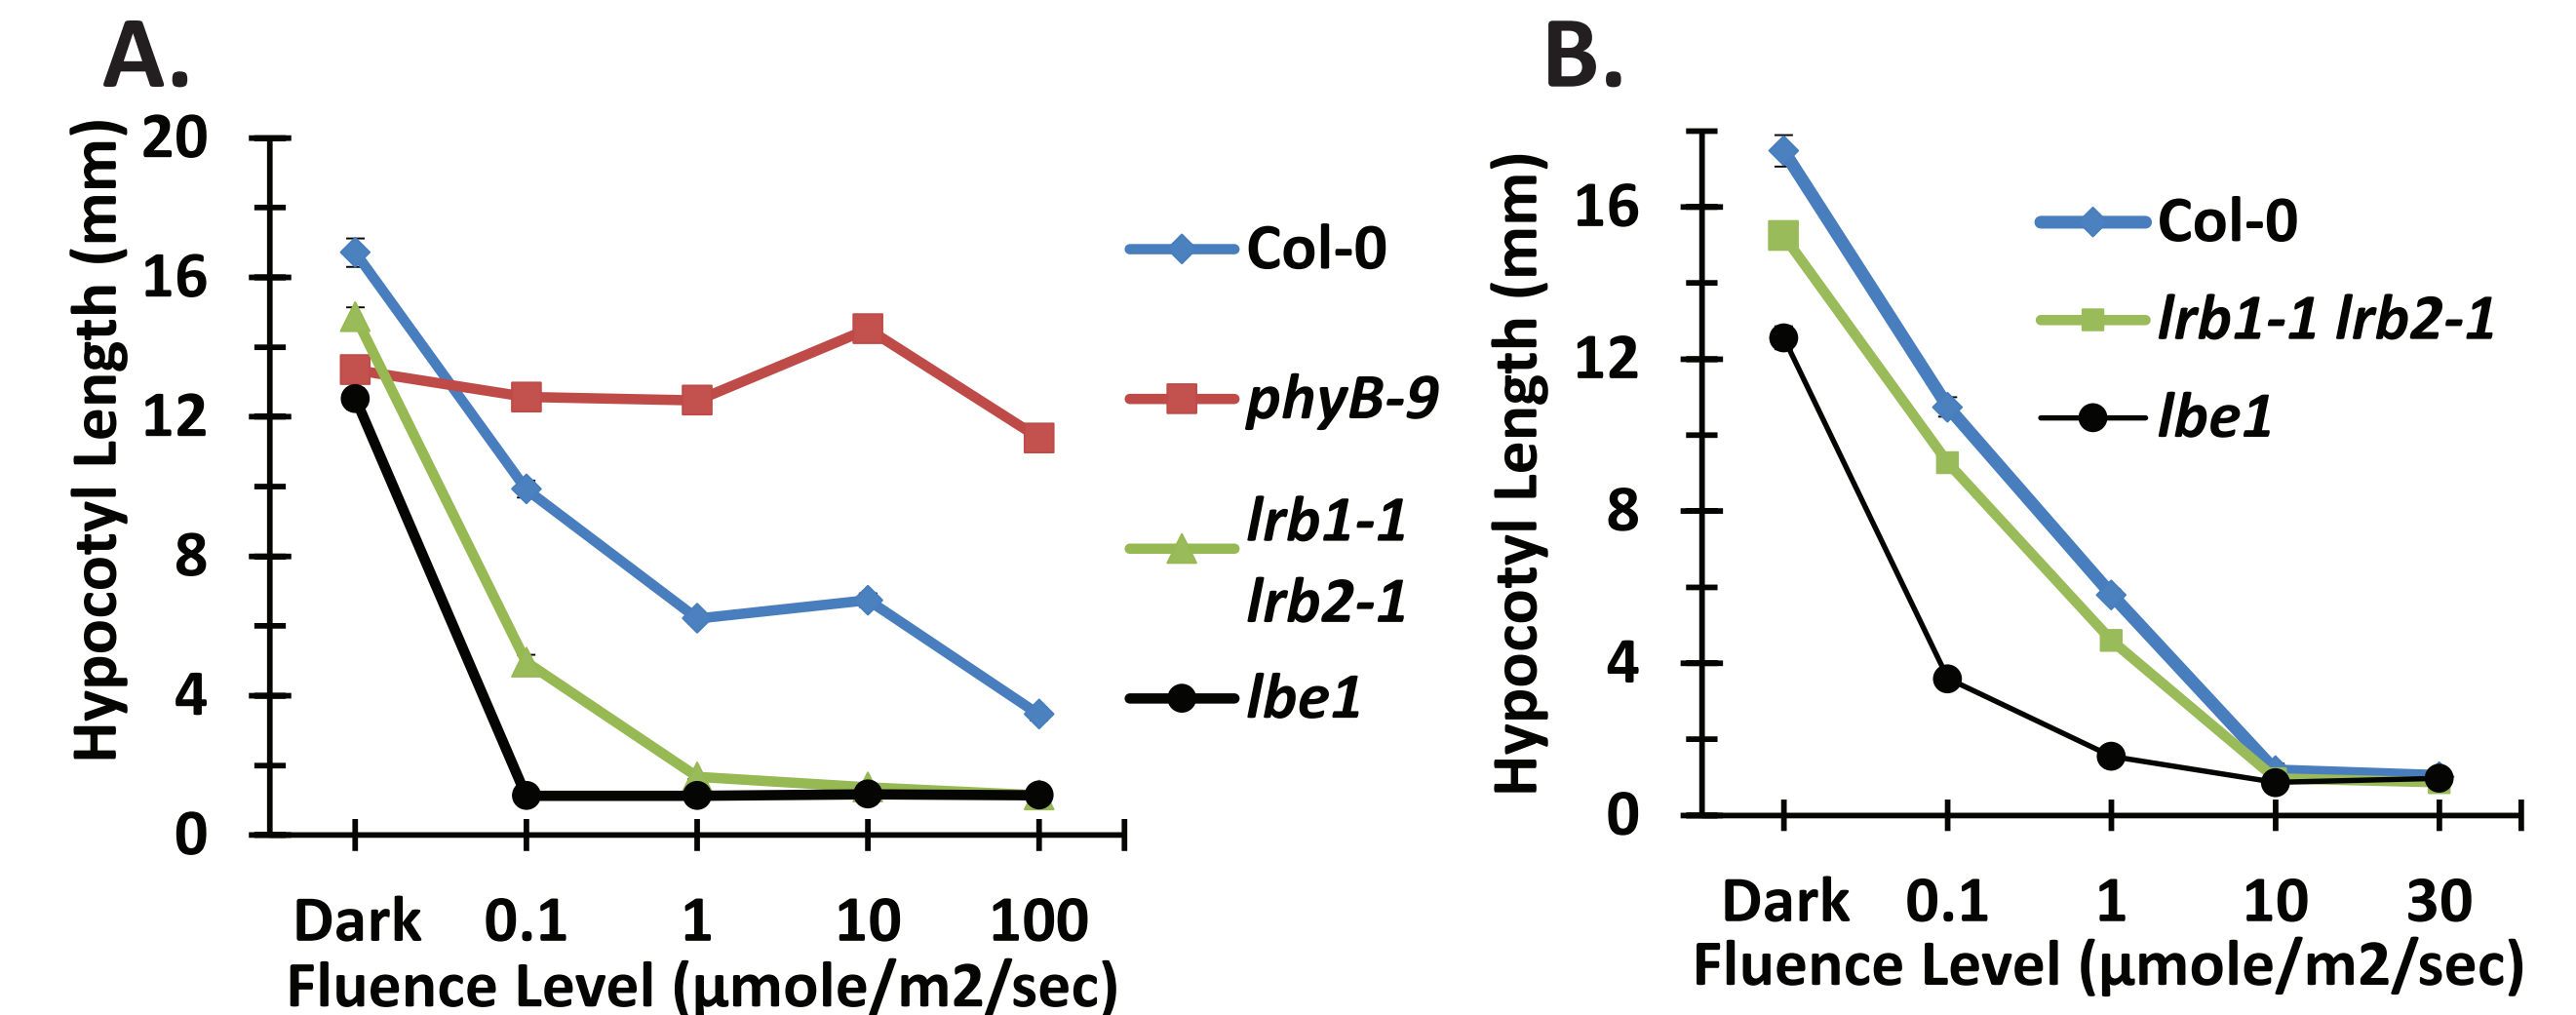 A.
Hypocotyl Length (mm)
20
16
12
8
4
0
Dark 0.1 1 10 100
Fluence Level (µmole/m2/sec)
Col-0
phyB-9
lrb1-1
lrb2-1
lbe1
B.
Hypocotyl Length (mm)
16
12
8
4
0
Dark 0.1 1 10 30
Fluence Level (µmole/m2/sec)
Col-0
lrb1-1 lrb2-1
lbe1